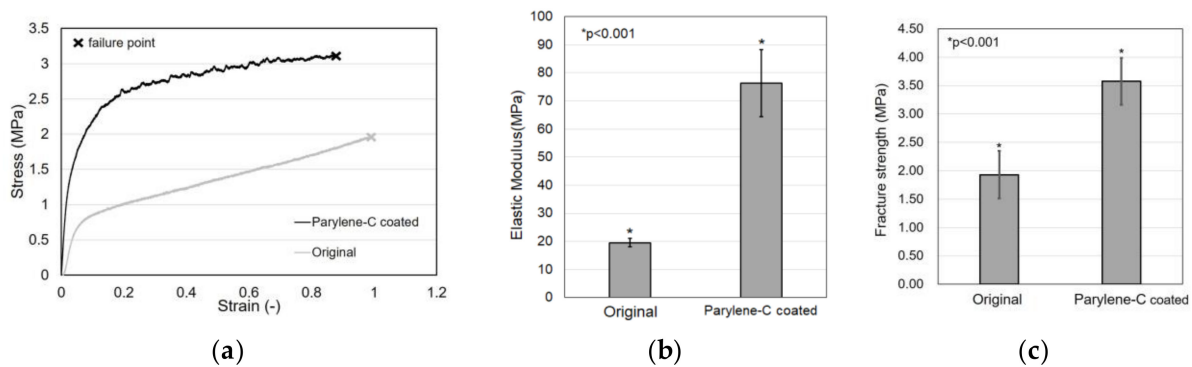 3.5
3
2.5
2
1.5
1
0.5
0
Stress (MPa)
✖ failure point
Parylene-C coated
Original
0 0.2 0.4 0.6 0.8 1 1.2
Strain (-)
(a)
100
90
80
70
60
50
40
30
20
10
0
Elastic Modulus(MPa)
*p<0.001
*
*
Original Parylene-C coated
(b)
4.50
4.00
3.50
3.00
2.50
2.00
1.50
1.00
0.50
0.00
Fracture strength (MPa)
*p<0.001
*
*
Original Parylene-C coated
(c)